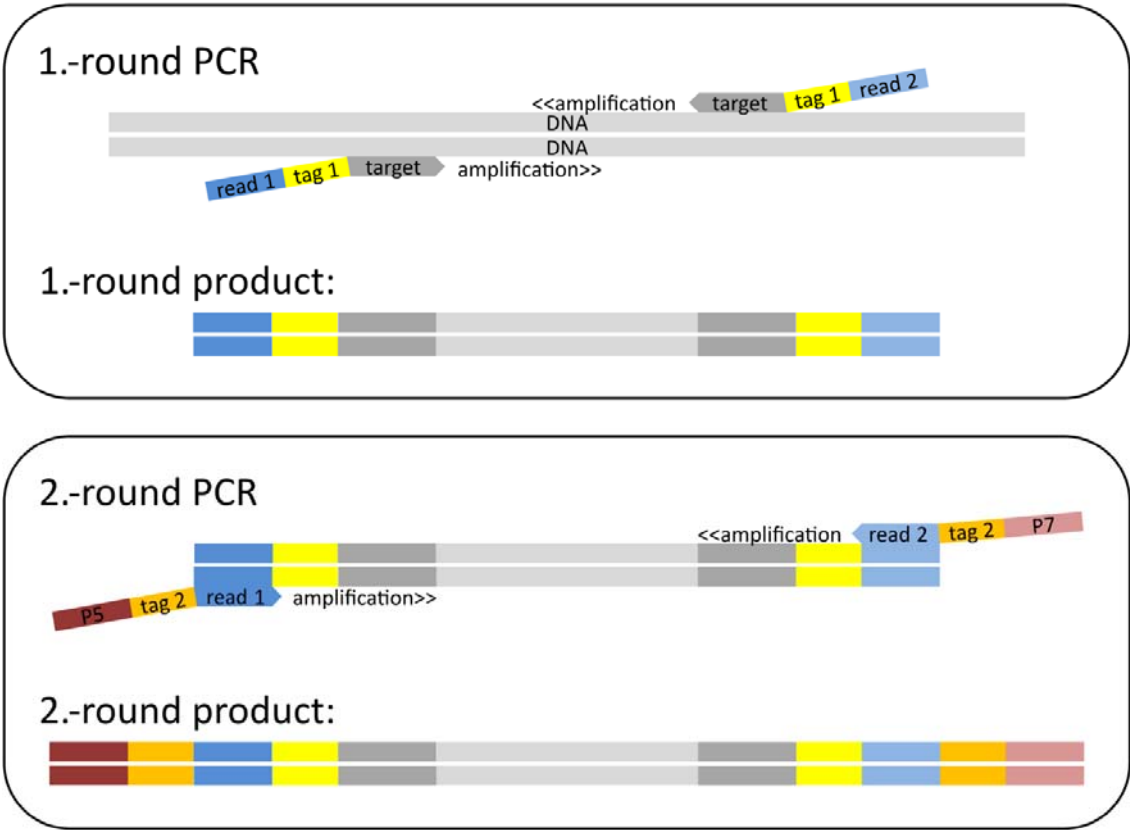 1.-round PCR
<<amplification target tag 1 read 2
DNA
DNA
read 1 tag 1 target amplification>>
1.-round product:
2.-round PCR
<<amplification read 2 tag 2 P7
P5 tag 2 read 1 amplification>>
2.-round product: